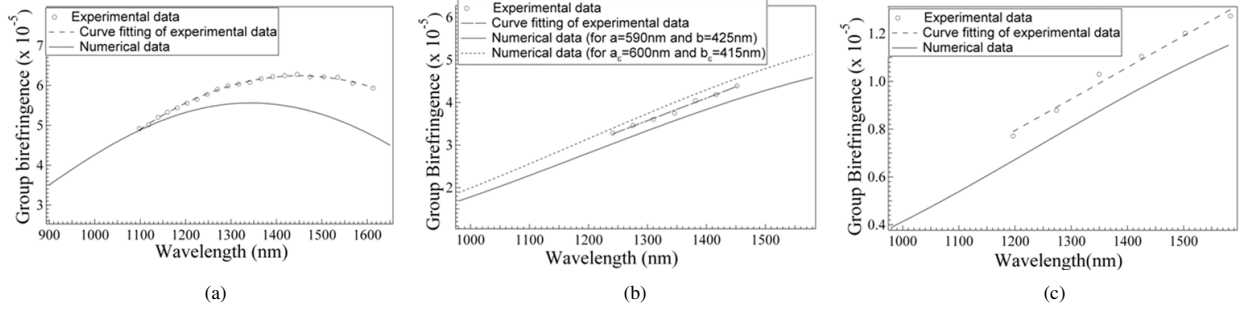 Group birefringence (x 10⁻⁵)
Experimental data
Curve fitting of experimental data
Numerical data
7
6
5
4
3
900 1000 1100 1200 1300 1400 1500 1600
Wavelength (nm)
(a)
Group Birefringence (x 10⁻⁵)
Experimental data
Curve fitting of experimental data
Numerical data (for a=590nm and b=425nm)
Numerical data (for aε=600nm and bε=415nm)
6
5
4
3
2
1000 1100 1200 1300 1400 1500
Wavelength (nm)
(b)
Group Birefringence (x 10⁻⁵)
Experimental data
Curve fitting of experimental data
Numerical data
1.2
1.0
0.8
0.6
0.4
1000 1100 1200 1300 1400 1500
Wavelength(nm)
(c)